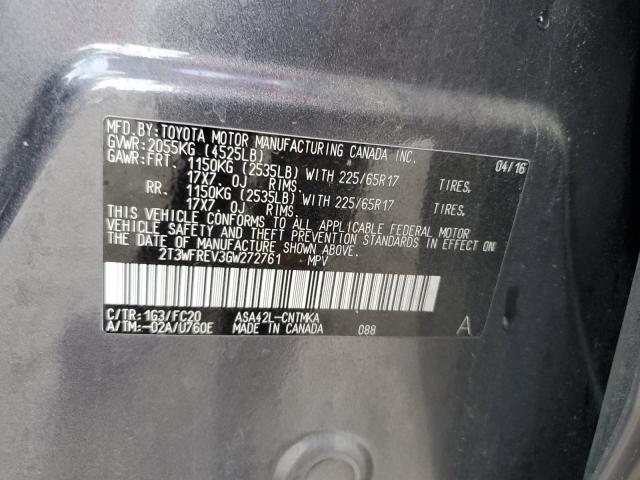 MFD.BY:TOYOTA MOTOR MANUFACTURING CANADA INC.
GVWR:2055KG (4525LB) 04/16
GAWR:FRT. 1150KG (2535LB) WITH 225/65R17 TIRES,
17X7.0J RIMS.
RR. 1150KG (2535LB) WITH 225/65R17 TIRES,
17X7.0J RIMS.
THIS VEHICLE CONFORMS TO ALL APPLICABLE FEDERAL MOTOR
VEHICLE SAFETY AND THEFT PREVENTION STANDARDS IN EFFECT ON
THE DATE OF MANUFACTURE SHOWN ABOVE.
2T3WFREV3GW272761 MPV
C/TR:1G3/FC20 ASA42L-CNTMKA
A/TM:-02A/U760E MADE IN CANADA 088 A